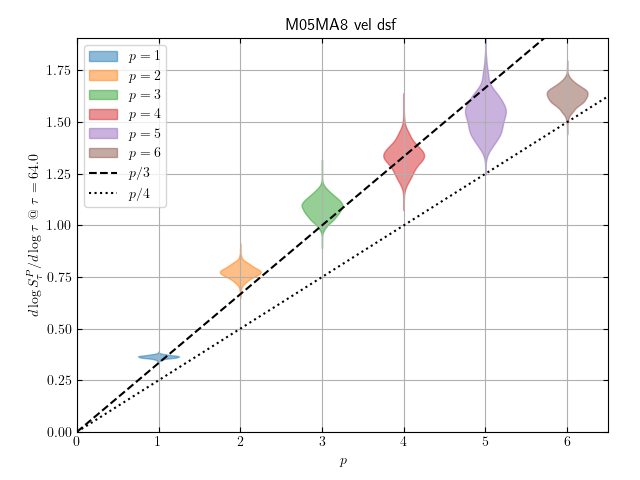 M05MA8 vel dsf
p = 1
p = 2
p = 3
p = 4
p = 5
p = 6
p/3
p/4
d log S_τ^P / d log τ @ τ = 64.0
1.75
1.50
1.25
1.00
0.75
0.50
0.25
0.00
0 1 2 3 4 5 6
p